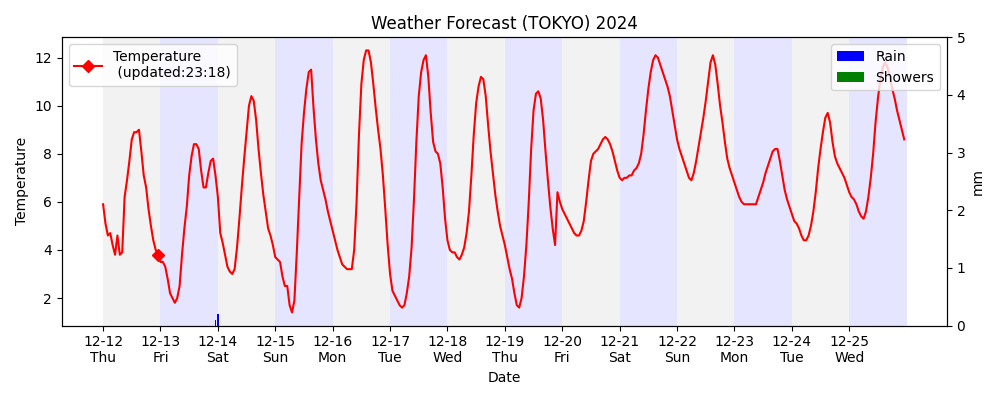 Weather Forecast (TOKYO) 2024
Temperature
(updated:23:18)
Rain
Showers
Temperature
12
10
8
6
4
2
5
4
3
2
1
0
mm
12-12 12-13 12-14 12-15 12-16 12-17 12-18 12-19 12-20 12-21 12-22 12-23 12-24 12-25
Thu Fri Sat Sun Mon Tue Wed Thu Fri Sat Sun Mon Tue Wed
Date